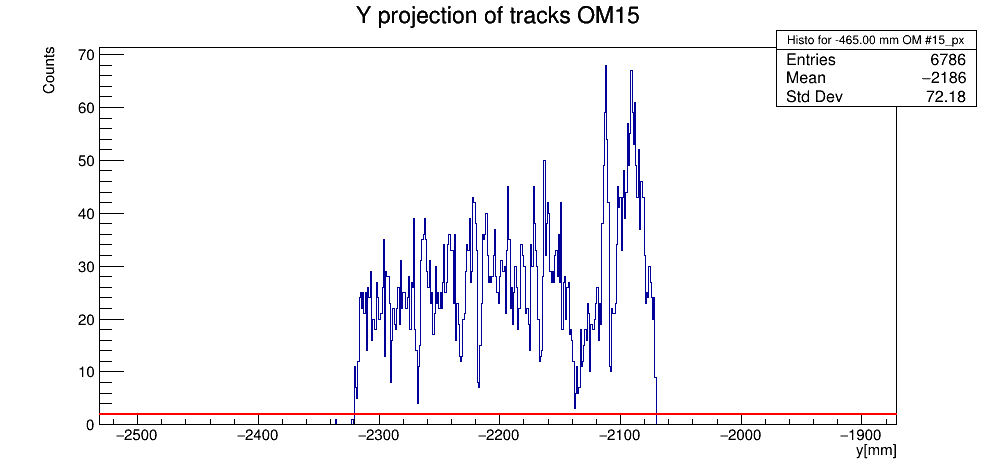 Y projection of tracks OM15
Histo for -465.00 mm OM #15_px
Entries 6786
Mean −2186
Std Dev 72.18
Counts
70
60
50
40
30
20
10
0
−2500 −2400 −2300 −2200 −2100 −2000 −1900
y[mm]